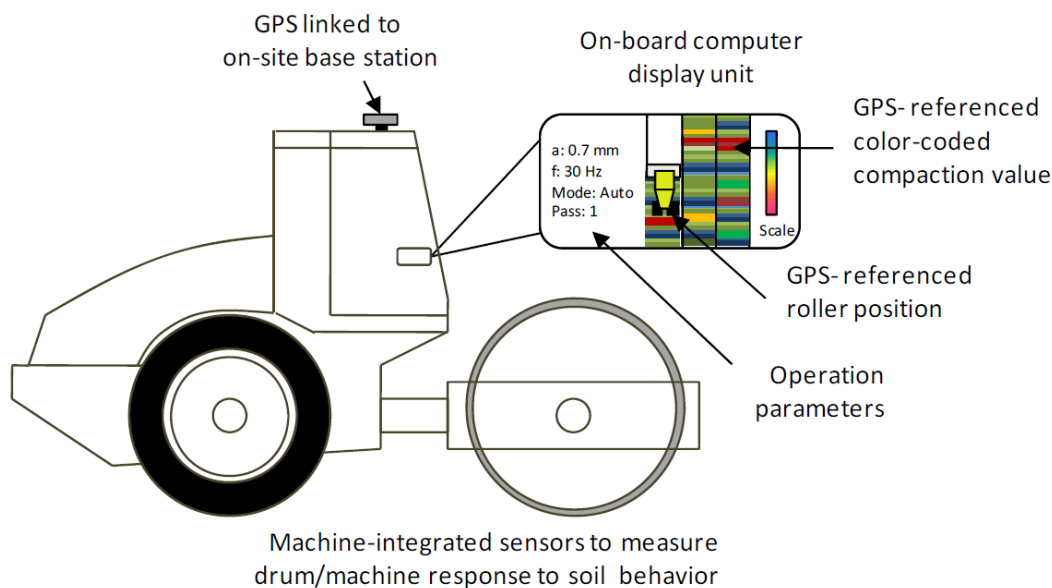 GPS linked to
on-site base station
On-board computer
display unit
GPS- referenced
color-coded
compaction value
a: 0.7 mm
f: 30 Hz
Mode: Auto
Pass: 1
Scale
GPS- referenced
roller position
Operation
parameters
Machine-integrated sensors to measure
drum/machine response to soil behavior